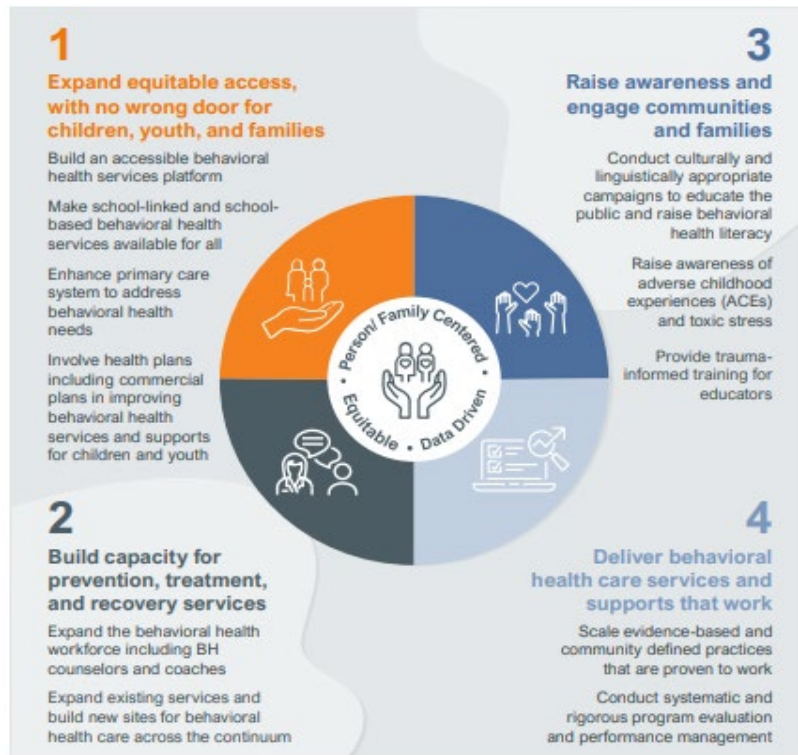 1
Expand equitable access,
with no wrong door for
children, youth, and families
Build an accessible behavioral
health services platform
Make school-linked and school-
based behavioral health
services available for all
Enhance primary care
system to address
behavioral health
needs
Involve health plans
including commercial
plans in improving
behavioral health
services and supports
for children and youth
2
Build capacity for
prevention, treatment,
and recovery services
Expand the behavioral health
workforce including BH
counselors and coaches
Expand existing services and
build new sites for behavioral
health care across the continuum
• Person/ Family Centered •
Equitable • Data Driven
3
Raise awareness and
engage communities
and families
Conduct culturally and
linguistically appropriate
campaigns to educate the
public and raise behavioral
health literacy
Raise awareness of
adverse childhood
experiences (ACEs)
and toxic stress
Provide trauma-
informed training for
educators
4
Deliver behavioral
health care services and
supports that work
Scale evidence-based and
community defined practices
that are proven to work
Conduct systematic and
rigorous program evaluation
and performance management